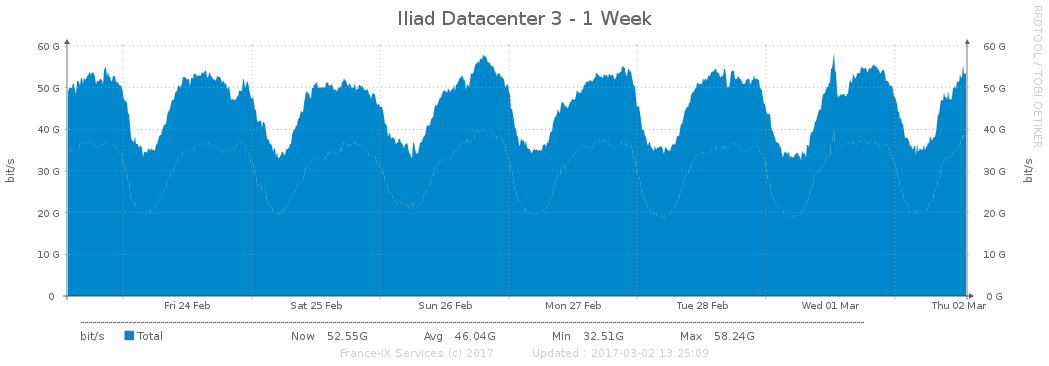 Iliad Datacenter 3 - 1 Week
RRDTOOL / TOBI OETIKER
60 G 60 G
50 G 50 G
40 G 40 G
bit/s 30 G 30 G bit/s
20 G 20 G
10 G 10 G
0 0 G
Fri 24 Feb Sat 25 Feb Sun 26 Feb Mon 27 Feb Tue 28 Feb Wed 01 Mar Thu 02 Mar
bit/s Total Now 52.55G Avg 46.04G Min 32.51G Max 58.24G
France-IX Services (c) 2017 Updated : 2017-03-02 13:25:09